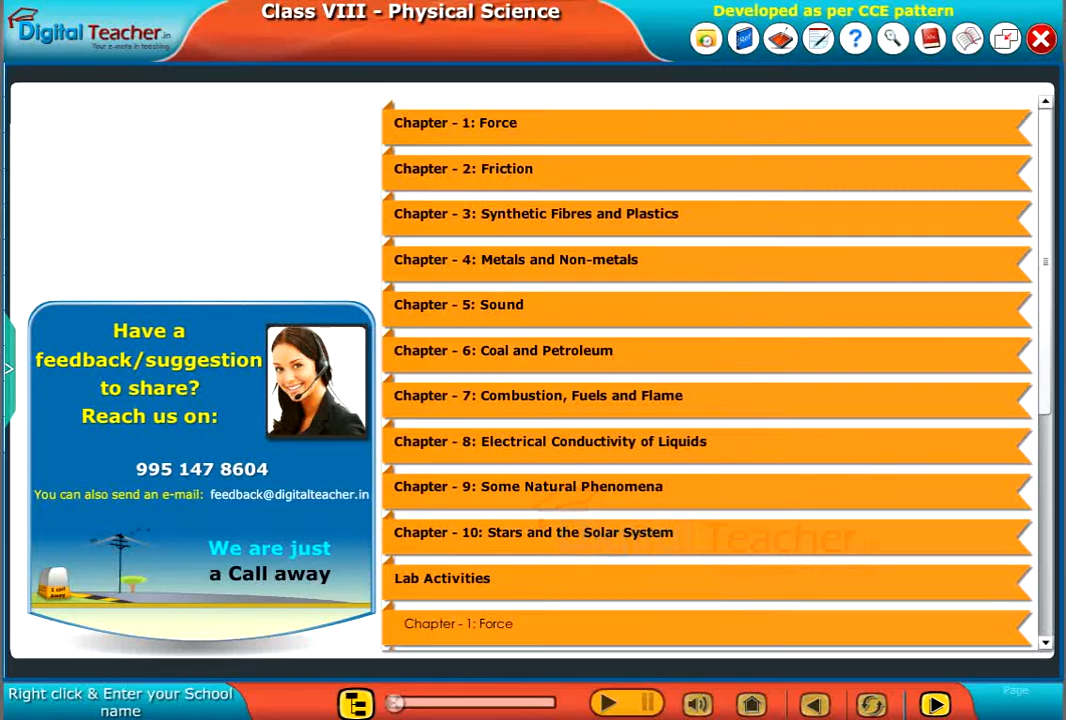 Class VIII - Physical Science
Developed as per CCE pattern
Digital Teacher.in
Your e-mate in teaching
Ref
?
Chapter - 1: Force
Chapter - 2: Friction
Chapter - 3: Synthetic Fibres and Plastics
Chapter - 4: Metals and Non-metals
Chapter - 5: Sound
Chapter - 6: Coal and Petroleum
Chapter - 7: Combustion, Fuels and Flame
Chapter - 8: Electrical Conductivity of Liquids
Chapter - 9: Some Natural Phenomena
Chapter - 10: Stars and the Solar System
Lab Activities
Chapter - 1: Force
Have a
feedback/suggestion
to share?
Reach us on:
995 147 8604
You can also send an e-mail: feedback@digitalteacher.in
We are just
a Call away
1 call
Away
Right click & Enter your School
name
Page